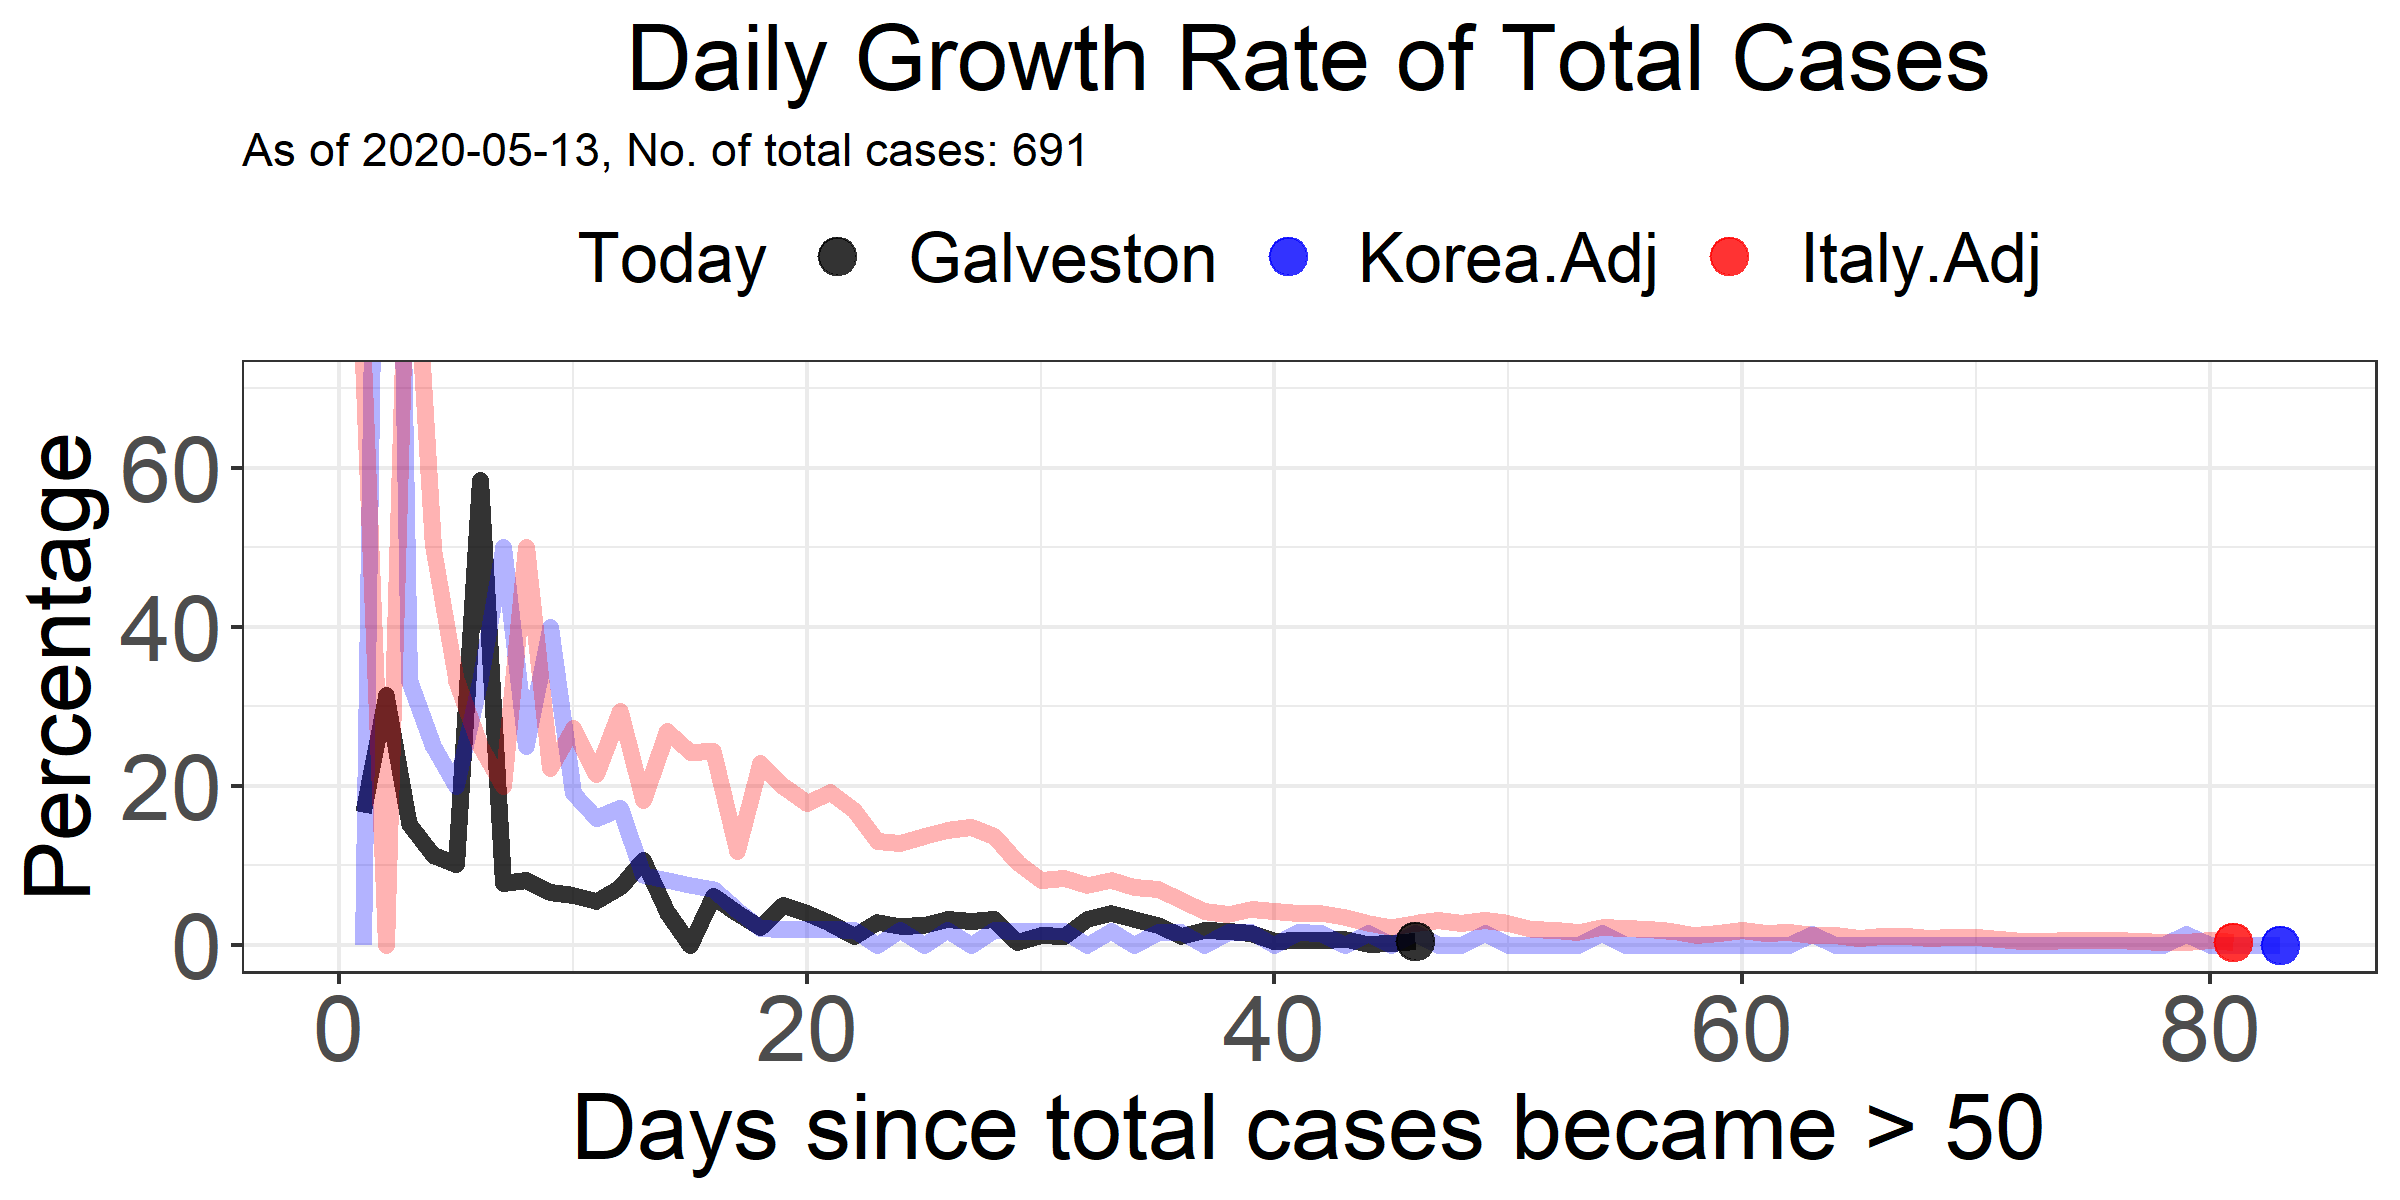 Daily Growth Rate of Total Cases
As of 2020-05-13, No. of total cases: 691
Today Galveston Korea.Adj Italy.Adj
Percentage
60
40
20
0
0 20 40 60 80
Days since total cases became > 50